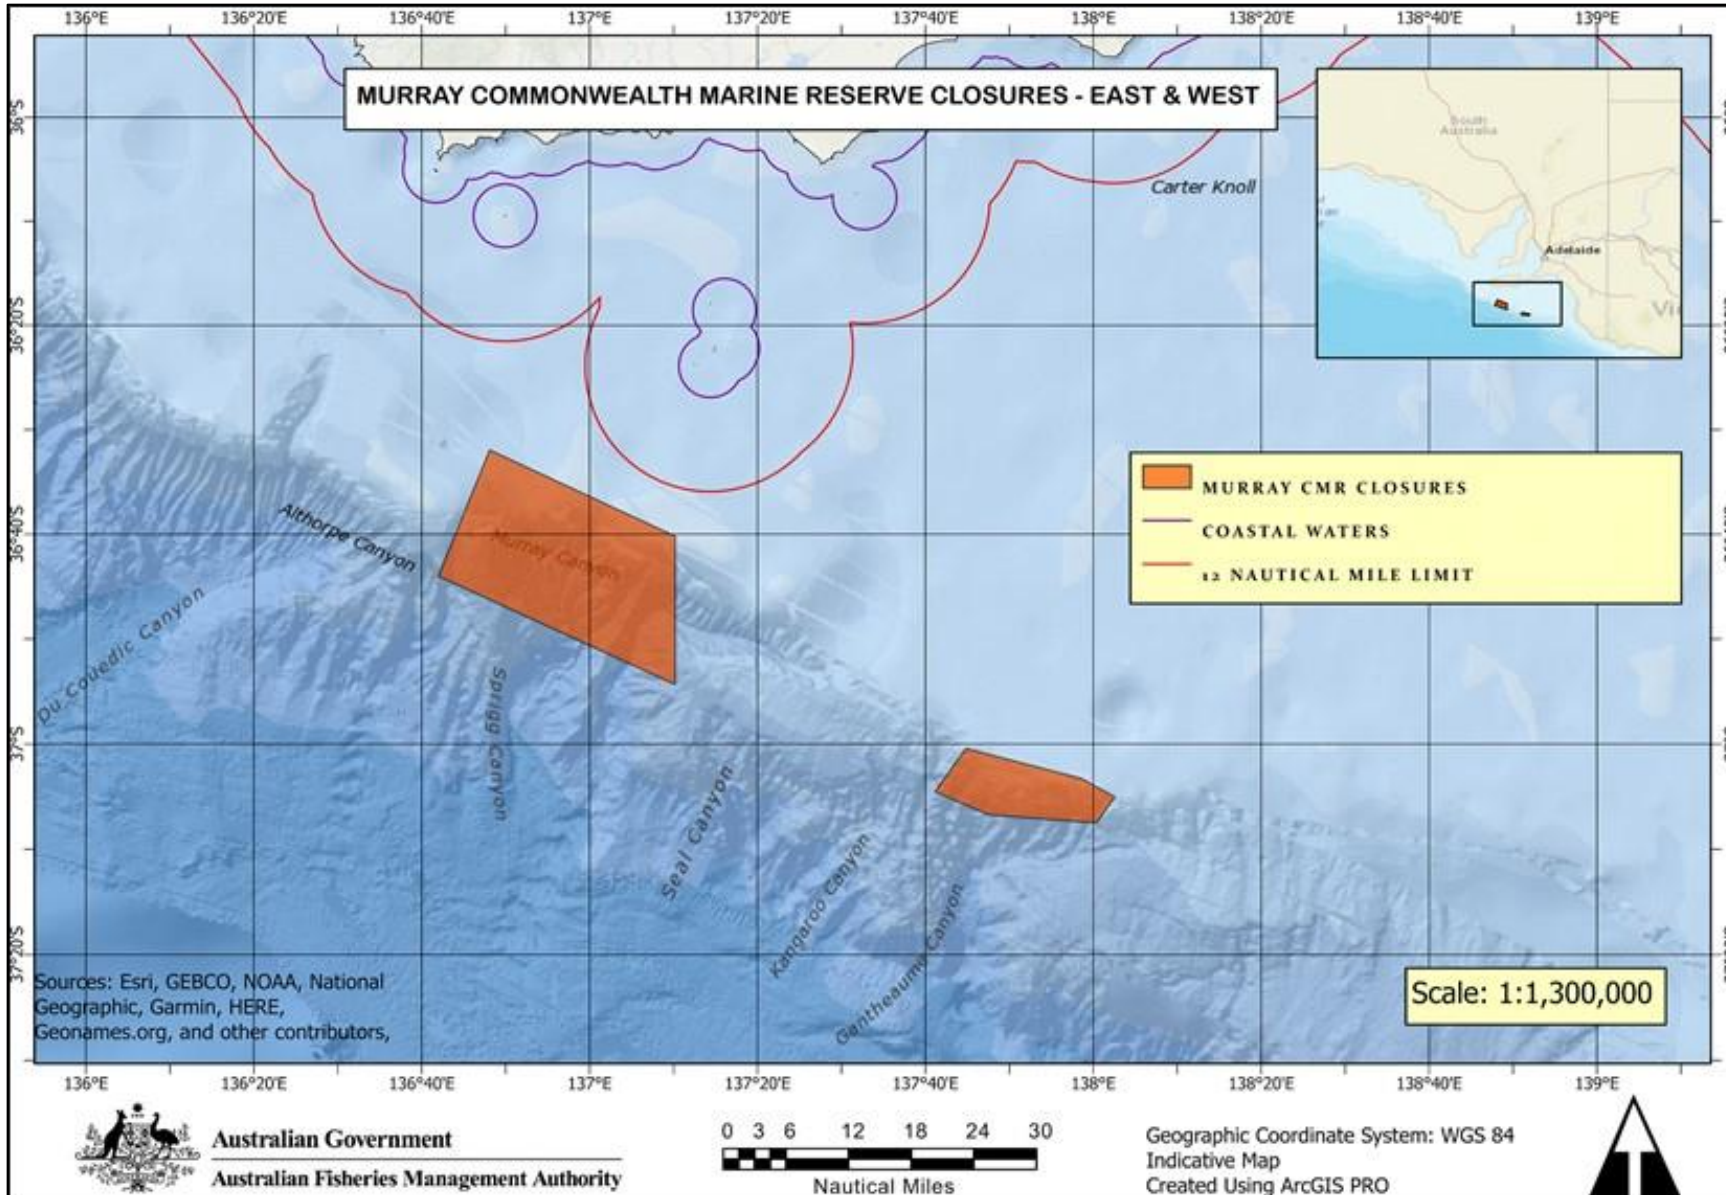 136°E 136°20'E 136°40'E 137°E 137°20'E 137°40'E 138°E 138°20'E 138°40'E 139°E
MURRAY COMMONWEALTH MARINE RESERVE CLOSURES - EAST & WEST
36°S
South
Australia
Carter Knoll
Adelaide
36°20'S
MURRAY CMR CLOSURES
COASTAL WATERS
12 NAUTICAL MILE LIMIT
36°40'S
Althorpe Canyon
Murray Canyon
Du Couedic Canyon
Sprigg Canyon
37°S
Seal Canyon
Kangaroo Canyon
Gantheaume Canyon
37°20'S
Sources: Esri, GEBCO, NOAA, National
Geographic, Garmin, HERE,
Geonames.org, and other contributors,
Scale: 1:1,300,000
136°E 136°20'E 136°40'E 137°E 137°20'E 137°40'E 138°E 138°20'E 138°40'E 139°E
Australian Government
Australian Fisheries Management Authority
0 3 6 12 18 24 30
Nautical Miles
Geographic Coordinate System: WGS 84
Indicative Map
Created Using ArcGIS PRO